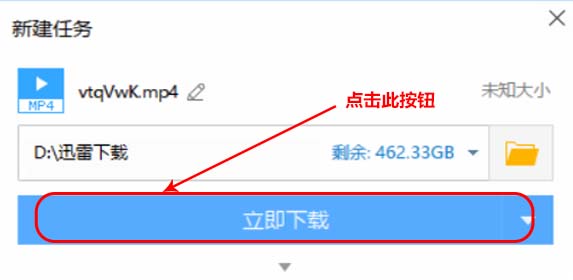 新建任务
MP4
vtqVwK.mp4
未知大小
点击此按钮
D:\迅雷下载
剩余: 462.33GB
立即下载